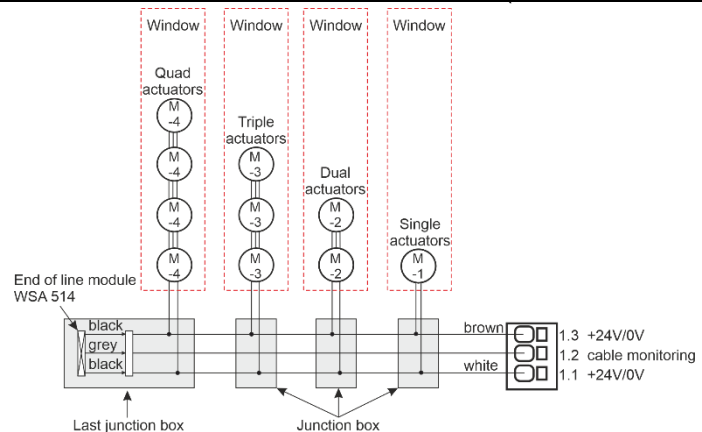 Window
Window
Window
Window
Quad
actuators
M
-4
M
-4
M
-4
M
-4
Triple
actuators
M
-3
M
-3
M
-3
Dual
actuators
M
-2
M
-2
Single
actuators
M
-1
End of line module
WSA 514
black
grey
black
brown
white
1.3 +24V/0V
1.2 cable monitoring
1.1 +24V/0V
Last junction box
Junction box